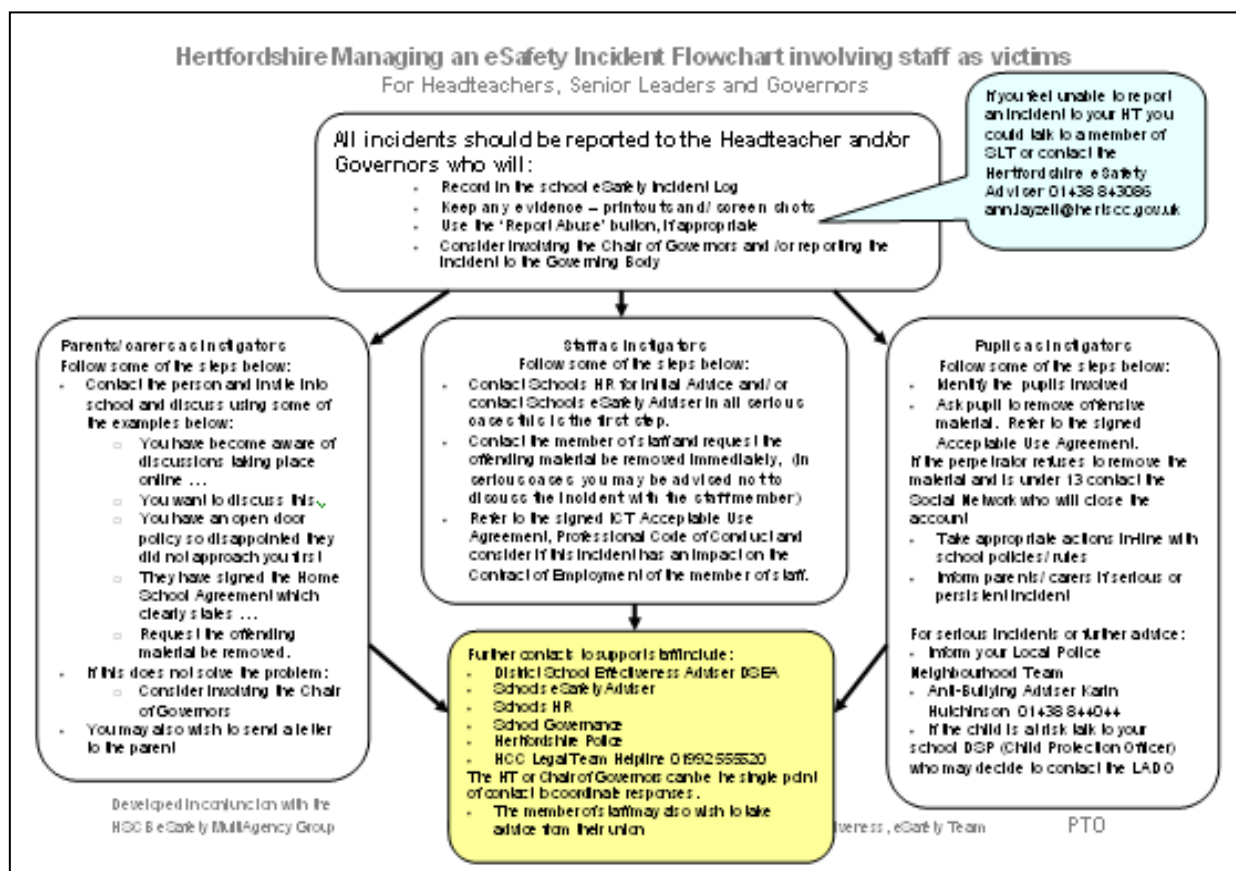 Hertfordshire Managing an eSafety Incident Flowchart involving staff as victims
For Headteachers, Senior Leaders and Governors
If you feel unable to report
an incident to your HT you
could talk to a member of
SLT or contact the
Hertfordshire eSafety
Adviser 01438 843086
ann.layzell@hertscc.gov.uk
All incidents should be reported to the Headteacher and/or
Governors who will:
- Record in the school eSafety Incident Log
- Keep any evidence – printouts and/ screen shots
- Use the 'Report Abuse' button, if appropriate
- Consider involving the Chair of Governors and /or reporting the
incident to the Governing Body
Parents/ carers as instigators
Follow some of the steps below:
- Contact the person and invite into
school and discuss using some of
the examples below:
o You have become aware of
discussions taking place
online …
o You want to discuss this
o You have an open door
policy so disappointed they
did not approach you first
o They have signed the Home
School Agreement which
clearly states …
o Request the offending
material be removed.
- If this does not solve the problem:
o Consider involving the Chair
of Governors
- You may also wish to send a letter
to the parent
Staff as instigators
Follow some of the steps below:
- Contact Schools HR for initial Advice and/ or
contact Schools eSafety Adviser in all serious
cases this is the first step.
- Contact the member of staff and request the
offending material be removed immediately, (in
serious cases you may be advised not to
discuss the incident with the staff member)
- Refer to the signed ICT Acceptable Use
Agreement, Professional Code of Conduct and
consider if this incident has an impact on the
Contract of Employment of the member of staff.
Pupils as instigators
Follow some of the steps below:
- Identify the pupils involved
- Ask pupil to remove offensive
material. Refer to the signed
Acceptable Use Agreement.
If the perpetrator refuses to remove the
material and is under 13 contact the
Social Network who will close the
account
- Take appropriate actions in-line with
school policies/ rules
- Inform parents/ carers if serious or
persistent incident
For serious incidents or further advice:
- Inform your Local Police
Neighbourhood Team
- Anti-Bullying Adviser Karin
Hutchinson 01438 844044
- If the child is at risk talk to your
school DSP (Child Protection Officer)
who may decide to contact the LADO
Further contacts to support staff include:
- District School Effectiveness Adviser DSEA
- Schools eSafety Adviser
- Schools HR
- School Governance
- Hertfordshire Police
- HCC Legal Team Helpline 01992 555520
The HT or Chair of Governors can be the single point
of contact to coordinate responses.
- The member of staff may also wish to take
advice from their union
Developed in conjunction with the
HSCB eSafety MultiAgency Group
iveness, eSafety Team
PTO